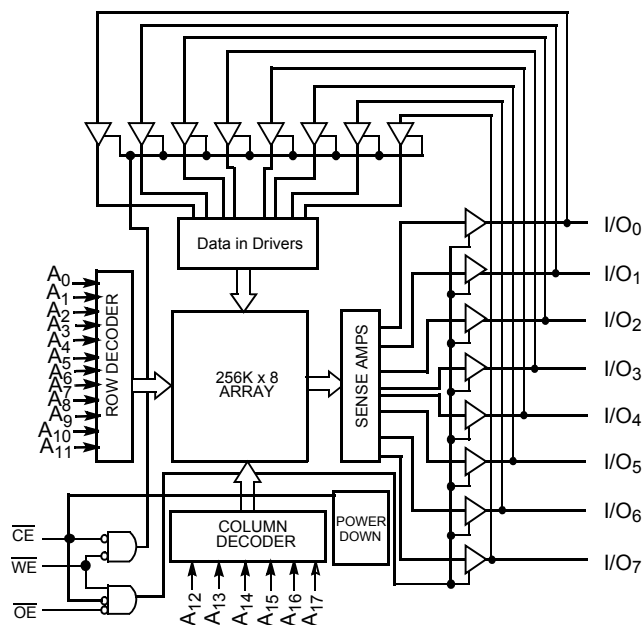 Data in Drivers
I/O0
I/O1
I/O2
I/O3
I/O4
I/O5
I/O6
I/O7
A0
A1
A2
A3
A4
A5
A6
A7
A8
A9
A10
A11
ROW DECODER
256K x 8
ARRAY
SENSE AMPS
CE
WE
OE
COLUMN
DECODER
POWER
DOWN
A12
A13
A14
A15
A16
A17